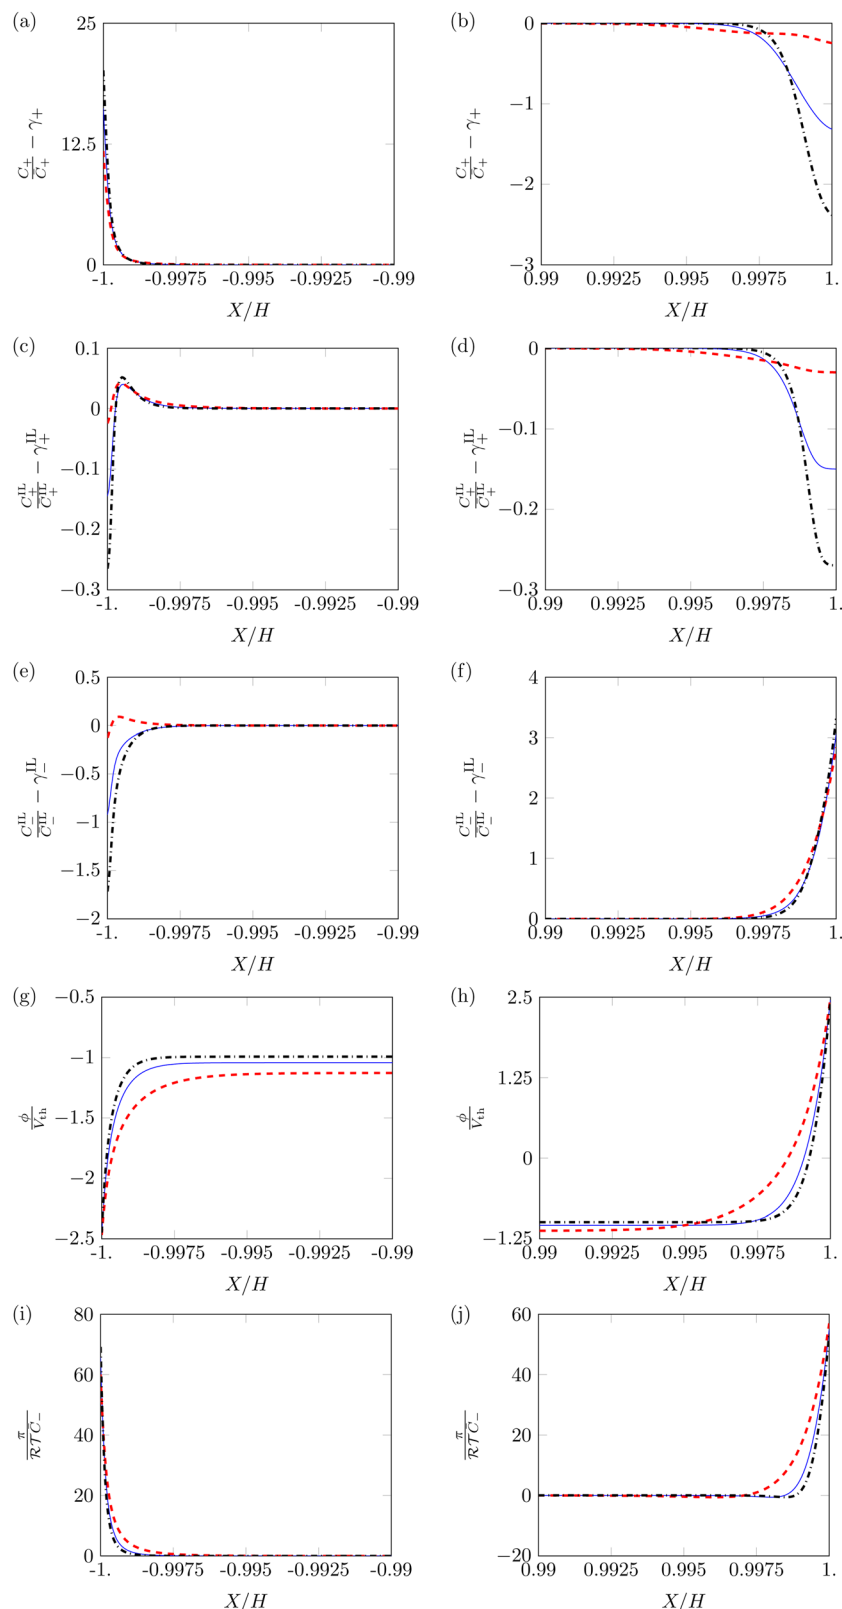 (a)
25
12.5
0
-1. -0.9975 -0.995 -0.9925 -0.99
X/H
C₊/C̅₊ − γ₊
(b)
0
−1
−2
−3
0.99 0.9925 0.995 0.9975 1.
X/H
C₊/C̅₊ − γ₊
(c)
0.1
0
−0.1
−0.2
−0.3
-1. -0.9975 -0.995 -0.9925 -0.99
X/H
C₊ᴵᴸ/C̅₊ᴵᴸ − γ₊ᴵᴸ
(d)
0
−0.1
−0.2
−0.3
0.99 0.9925 0.995 0.9975 1.
X/H
C₊ᴵᴸ/C̅₊ᴵᴸ − γ₊ᴵᴸ
(e)
0.5
0
−0.5
−1
−1.5
−2
-1. -0.9975 -0.995 -0.9925 -0.99
X/H
C₋ᴵᴸ/C̅₋ᴵᴸ − γ₋ᴵᴸ
(f)
4
3
2
1
0
0.99 0.9925 0.995 0.9975 1.
X/H
C₋ᴵᴸ/C̅₋ᴵᴸ − γ₋ᴵᴸ
(g)
−0.5
−1
−1.5
−2
−2.5
-1. -0.9975 -0.995 -0.9925 -0.99
X/H
ϕ/Vth
(h)
2.5
1.25
0
−1.25
0.99 0.9925 0.995 0.9975 1.
X/H
ϕ/Vth
(i)
80
60
40
20
0
-1. -0.9975 -0.995 -0.9925 -0.99
X/H
π/ℛ𝒯C̅₋
(j)
60
40
20
0
−20
0.99 0.9925 0.995 0.9975 1.
X/H
π/ℛ𝒯C̅₋